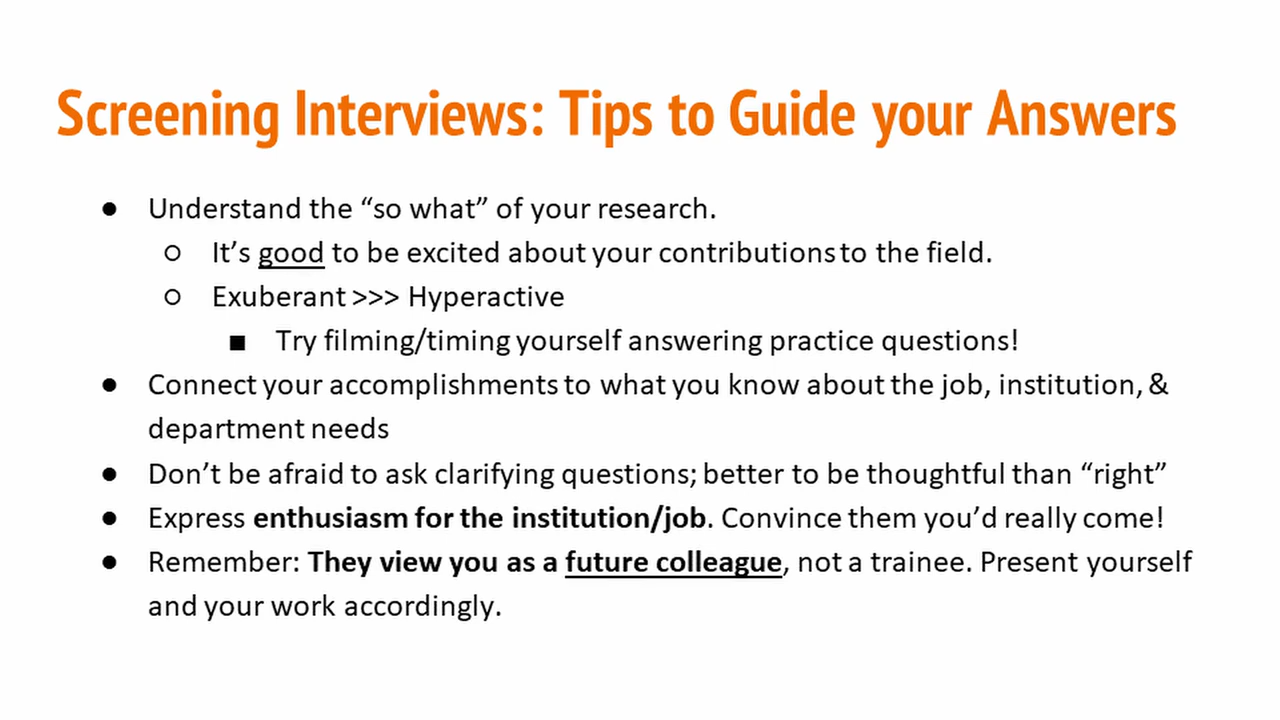 Screening Interviews: Tips to Guide your Answers
● Understand the “so what” of your research.
○ It’s good to be excited about your contributions to the field.
○ Exuberant >>> Hyperactive
■ Try filming/timing yourself answering practice questions!
● Connect your accomplishments to what you know about the job, institution, &
department needs
● Don’t be afraid to ask clarifying questions; better to be thoughtful than “right”
● Express enthusiasm for the institution/job. Convince them you’d really come!
● Remember: They view you as a future colleague, not a trainee. Present yourself
and your work accordingly.